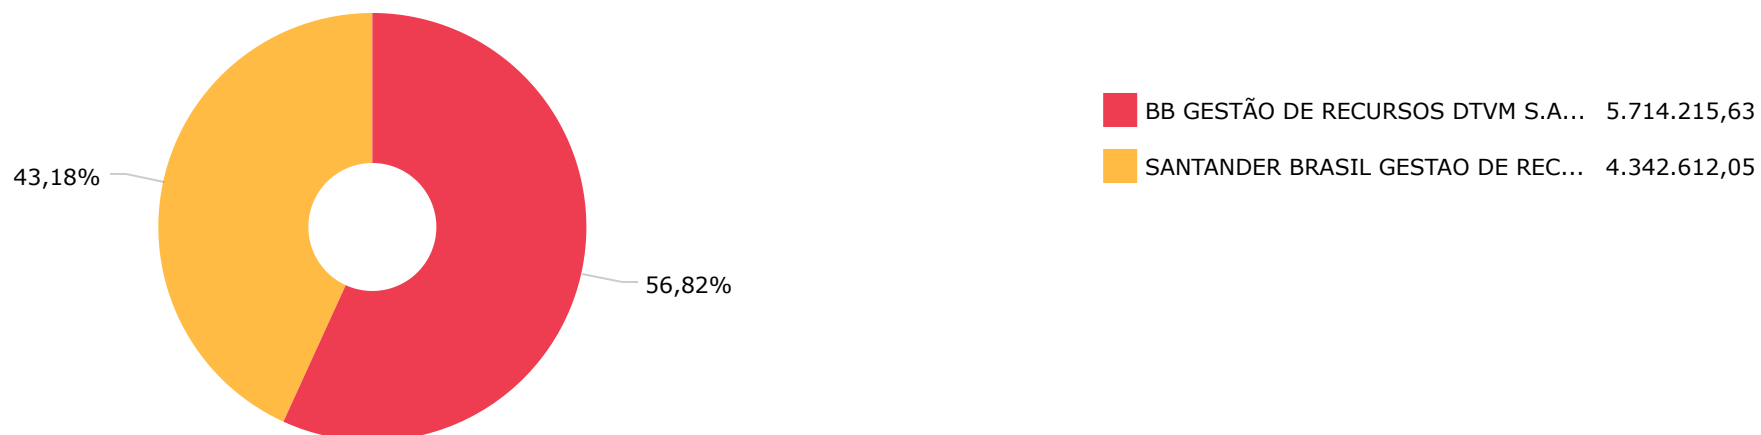 BB GESTÃO DE RECURSOS DTVM S.A... 5.714.215,63
SANTANDER BRASIL GESTAO DE REC... 4.342.612,05
43,18%
56,82%